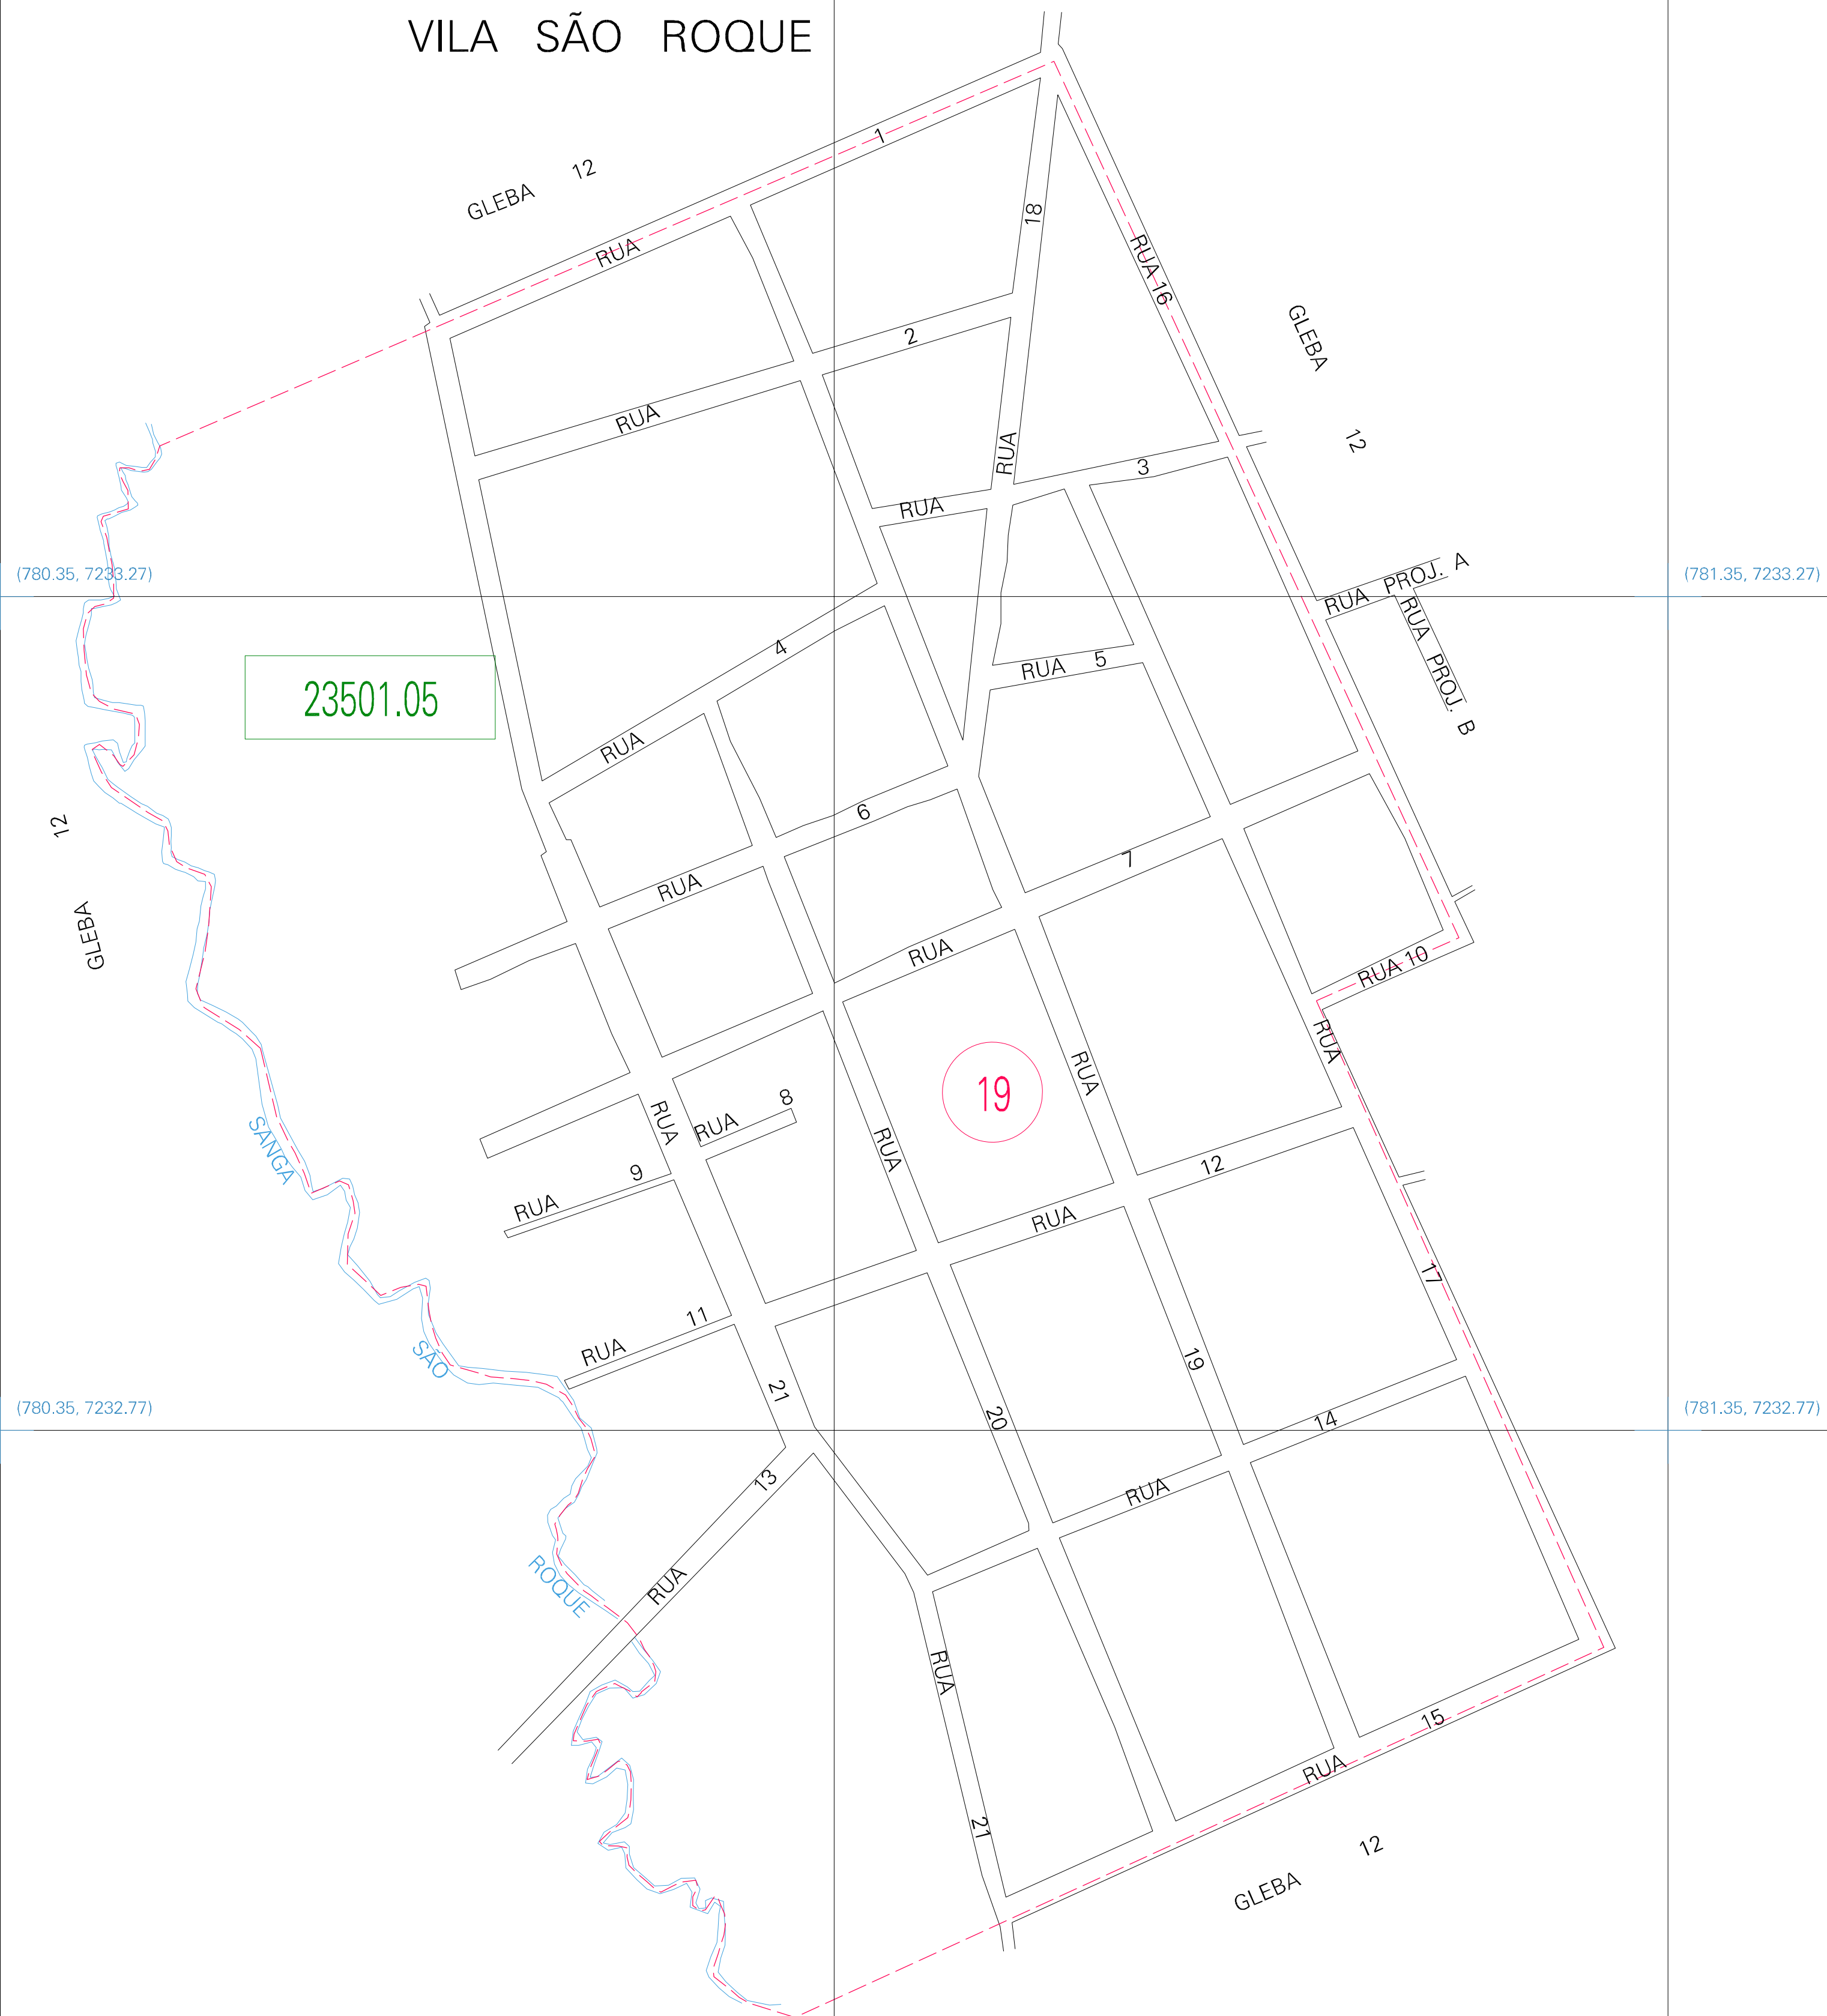 VILA SÃO ROQUE
GLEBA 12
RUA 1
RUA 18
RUA 16
GLEBA 12
RUA 2
RUA 3
RUA PROJ. A
RUA PROJ. B
(780.35, 7233.27)
(781.35, 7233.27)
RUA 4
RUA 5
23501.05
RUA 6
GLEBA 12
RUA 7
RUA 10
RUA 17
19
RUA 8
RUA 9
RUA 12
RUA 19
RUA 20
RUA 21
RUA 11
SANGA SÃO ROQUE
(780.35, 7232.77)
(781.35, 7232.77)
RUA 14
RUA 13
RUA 21
RUA 15
GLEBA 12